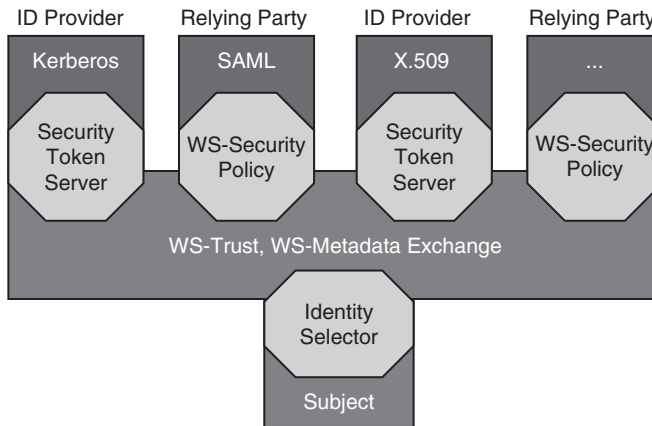 ID Provider
Relying Party
ID Provider
Relying Party
Kerberos
SAML
X.509
...
Security
Token
Server
WS-Security
Policy
Security
Token
Server
WS-Security
Policy
WS-Trust, WS-Metadata Exchange
Identity
Selector
Subject